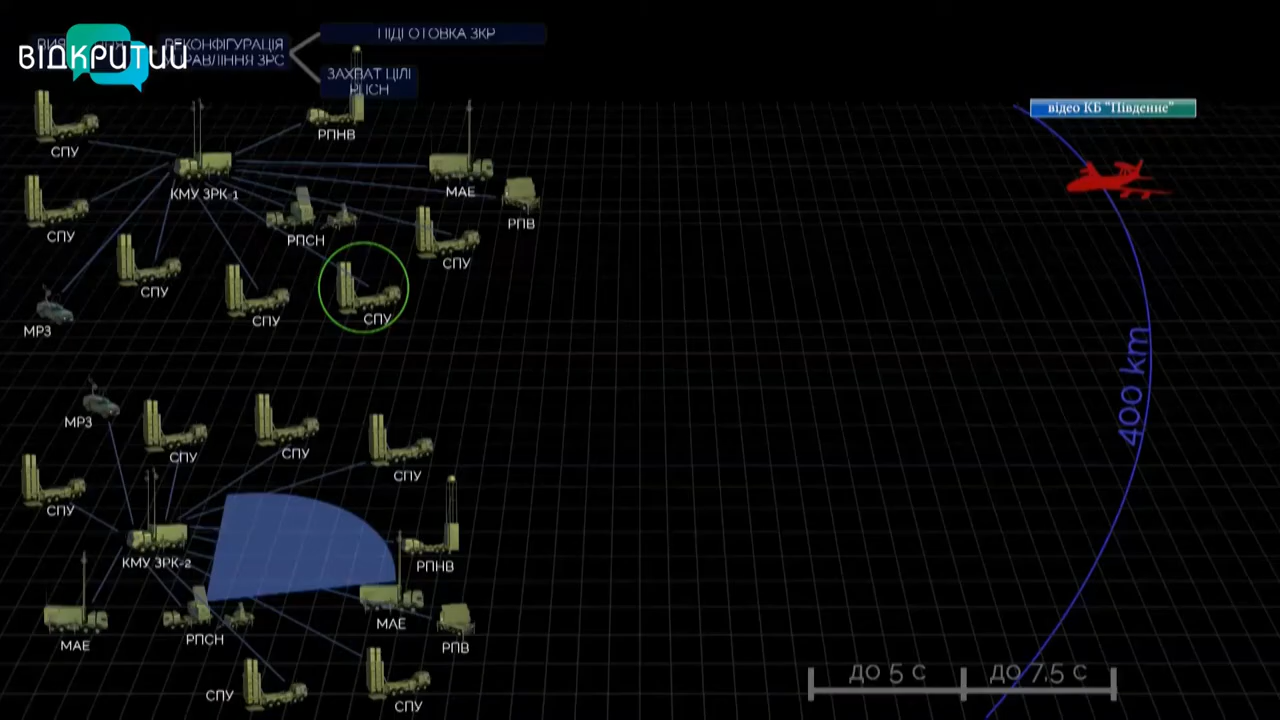 ВІДКРИТИЙ
РЕКОНФІГУРАЦІЯ
УПРАВЛІННЯ ЗРС
ПІДГОТОВКА ЗКР
ЗАХВАТ ЦІЛІ
РПСН
відео КБ "Південне"
СПУ
РПНВ
КМУ ЗРК-1
МАЕ
РПВ
СПУ
РПСН
СПУ
СПУ
СПУ
СПУ
МРЗ
400 km
МРЗ
СПУ
СПУ
СПУ
СПУ
КМУ ЗРК-2
РПНВ
МАЕ
РПСН
МАЕ
РПВ
СПУ
СПУ
ДО 5 С
ДО 7,5 С